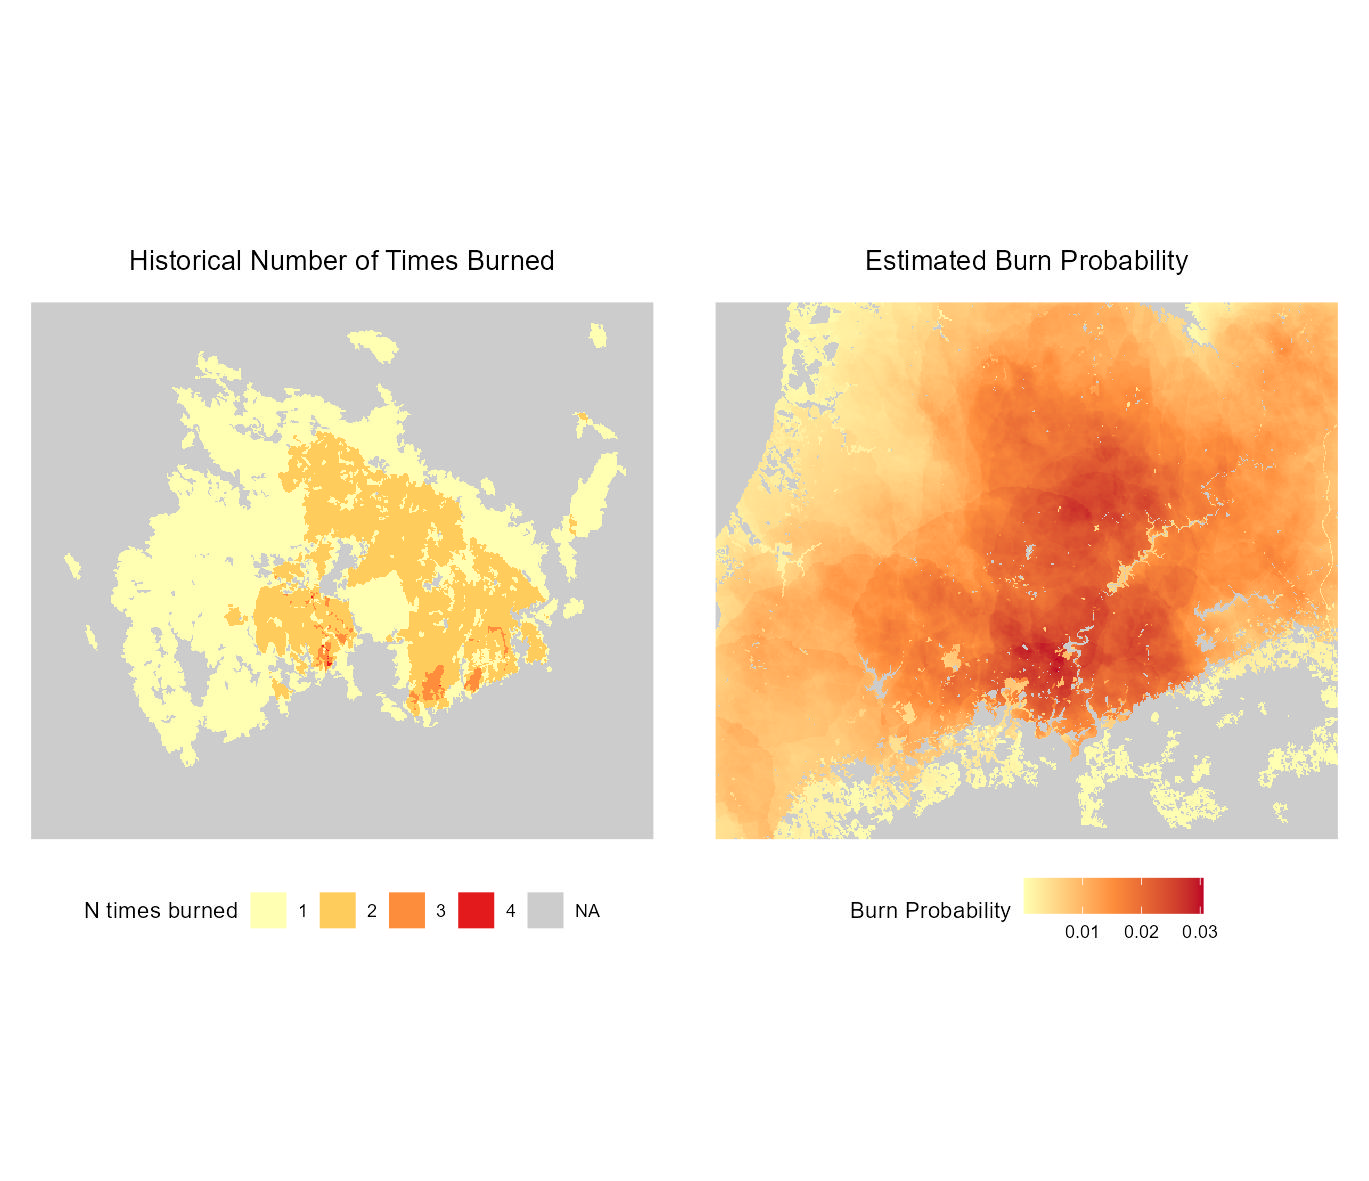 Historical Number of Times Burned
Estimated Burn Probability
N times burned 1 2 3 4 NA
Burn Probability
0.01 0.02 0.03